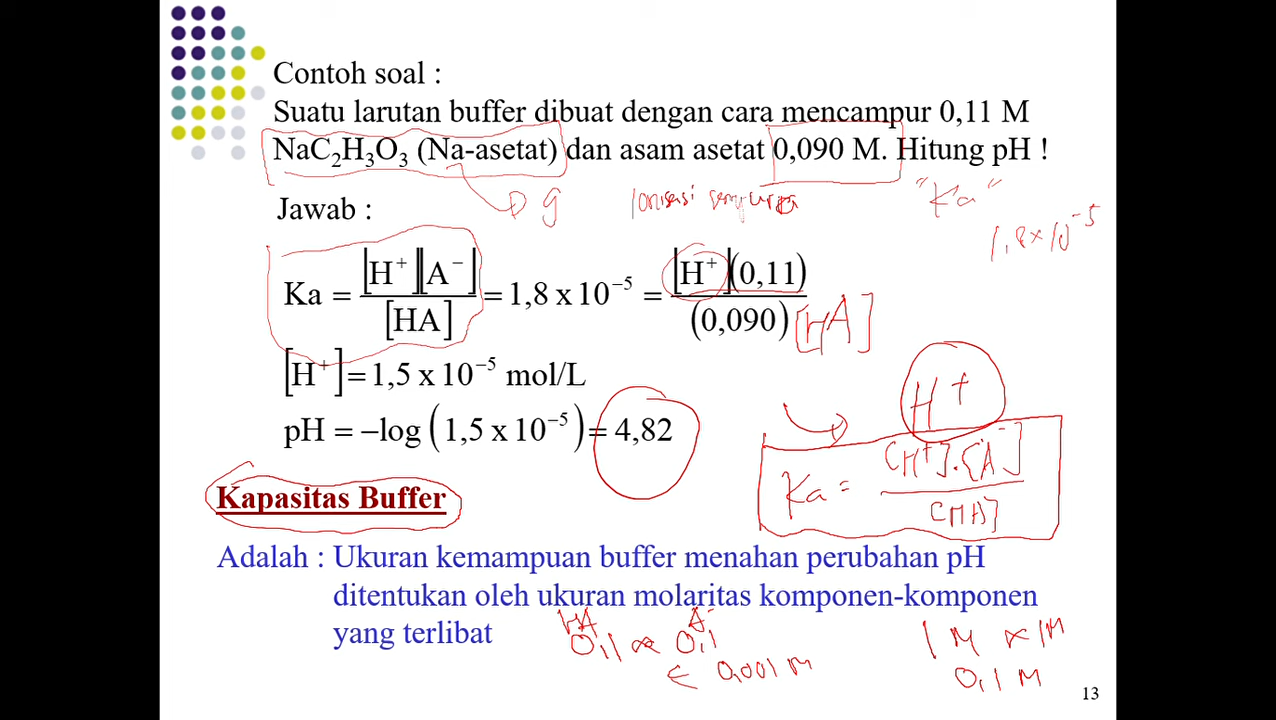 Contoh soal :
Suatu larutan buffer dibuat dengan cara mencampur 0,11 M
NaC₂H₃O₃ (Na-asetat) dan asam asetat 0,090 M. Hitung pH !
g
Ionisasi sempurna
"Ka"
1,8 x 10⁻⁵
Jawab :
Ka = [H⁺][A⁻] / [HA] = 1,8 x 10⁻⁵ = [H⁺](0,11) / (0,090)
[HA]
[H⁺] = 1,5 x 10⁻⁵ mol/L
pH = −log (1,5 x 10⁻⁵) = 4,82
H⁺
Ka = [H⁺].[A⁻] / [HA]
Kapasitas Buffer
Adalah : Ukuran kemampuan buffer menahan perubahan pH
ditentukan oleh ukuran molaritas komponen-komponen
yang terlibat
HA A⁻
0,1 0,1
0,001 M
1 M 1M
0,1 M
13